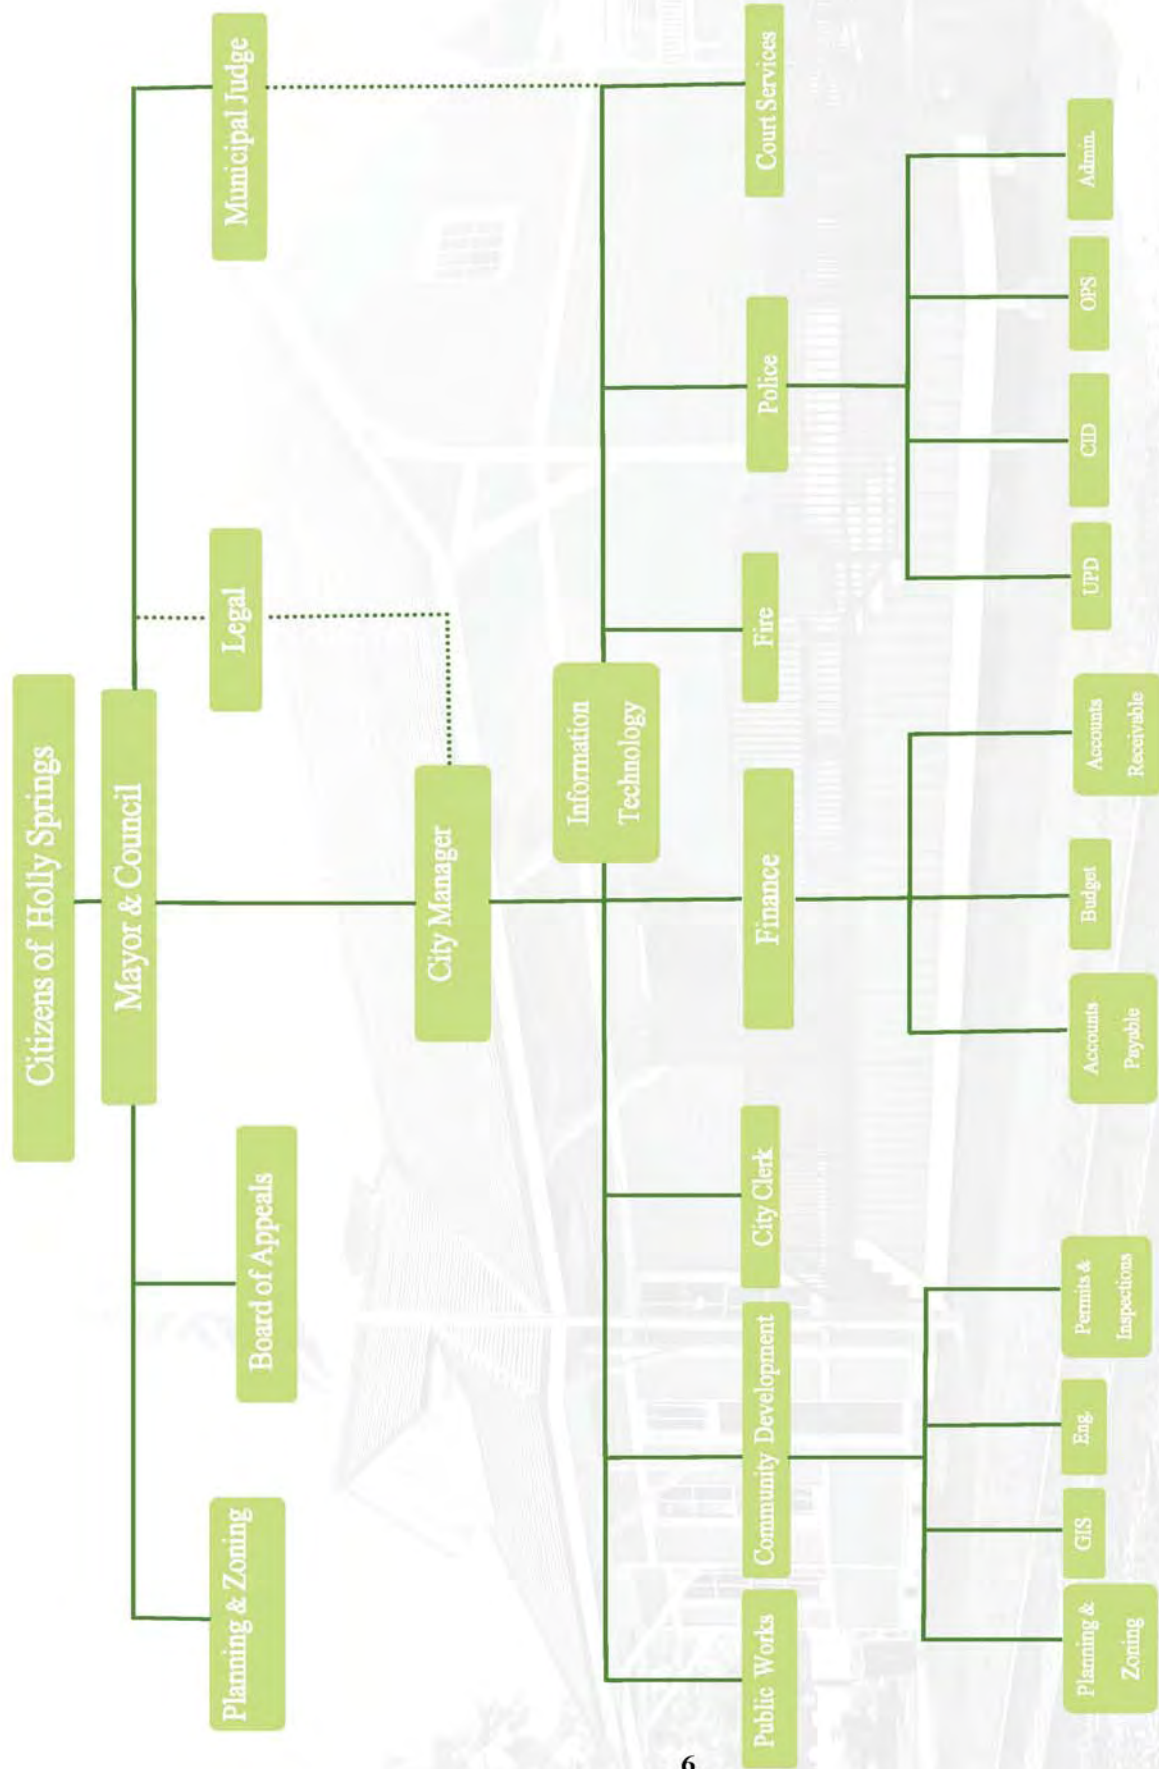 Citizens of Holly Springs
Mayor & Council
Planning & Zoning
Board of Appeals
Legal
Municipal Judge
City Manager
Information
Technology
Public Works
Community Development
City Clerk
Finance
Fire
Police
Court Services
Planning &
Zoning
GIS
Eng.
Permits &
Inspections
Accounts
Payable
Budget
Accounts
Receivable
UPD
CID
OPS
Admin.
6